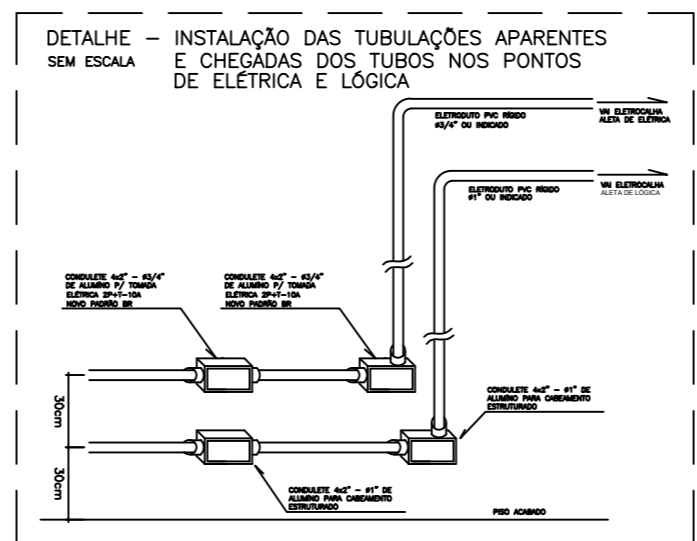 DETALHE – INSTALAÇÃO DAS TUBULAÇÕES APARENTES
SEM ESCALA E CHEGADAS DOS TUBOS NOS PONTOS
DE ELÉTRICA E LÓGICA
ELETRODUTO PVC RÍGIDO
ø3/4" OU INDICADO
VAI ELETROCALHA
ALETA DE ELÉTRICA
ELETRODUTO PVC RÍGIDO
ø1" OU INDICADO
VAI ELETROCALHA
ALETA DE LÓGICA
CONDULETE 4x2" – ø3/4"
DE ALUMÍNO P/ TOMADA
ELÉTRICA 2P+T–10A
NOVO PADRÃO BR
CONDULETE 4x2" – ø3/4"
DE ALUMÍNO P/ TOMADA
ELÉTRICA 2P+T–10A
NOVO PADRÃO BR
30cm
CONDULETE 4x2" – ø1" DE
ALUMÍNO PARA CABEAMENTO
ESTRUTURADO
30cm
CONDULETE 4x2" – ø1" DE
ALUMÍNO PARA CABEAMENTO
ESTRUTURADO
PISO ACABADO